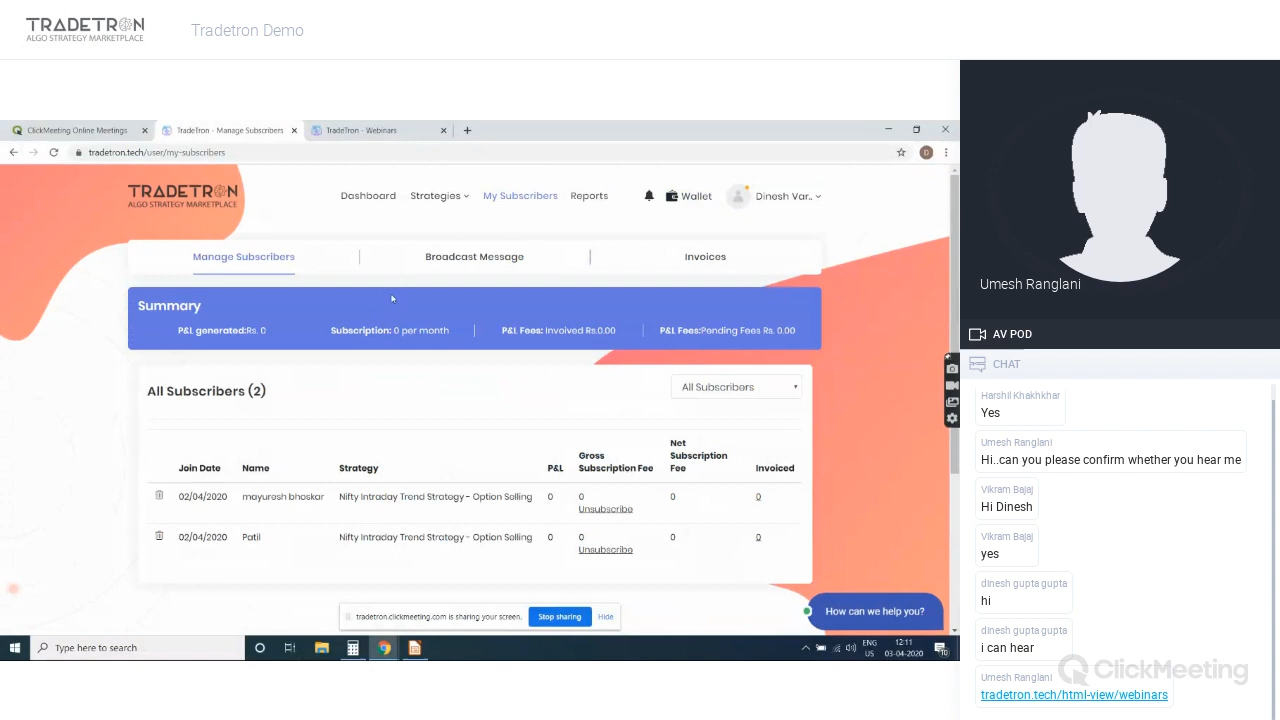 TRADETRON
ALGO STRATEGY MARKETPLACE
Tradetron Demo
ClickMeeting Online Meetings
TradeTron - Manage Subscribers
TradeTron - Webinars
tradetron.tech/user/my-subscribers
D
TRADETRON
ALGO STRATEGY MARKETPLACE
Dashboard
Strategies
My Subscribers
Reports
Wallet
Dinesh Var..
Manage Subscribers
Broadcast Message
Invoices
Summary
P&L generated:Rs. 0
Subscription: 0 per month
P&L Fees: Invoived Rs.0.00
P&L Fees:Pending Fees Rs. 0.00
All Subscribers (2)
All Subscribers
Join Date
Name
Strategy
P&L
Gross
Subscription Fee
Net
Subscription
Fee
Invoiced
02/04/2020 mayuresh bhoskar Nifty Intraday Trend Strategy - Option Selling 0 0 0 0
Unsubscribe
02/04/2020 Patil Nifty Intraday Trend Strategy - Option Selling 0 0 0 0
Unsubscribe
tradetron.clickmeeting.com is sharing your screen.
Stop sharing
Hide
How can we help you?
Type here to search
ENG
US
12:11
03-04-2020
Umesh Ranglani
AV POD
CHAT
Harshil Khakhkhar
Yes
Umesh Ranglani
Hi..can you please confirm whether you hear me
Vikram Bajaj
Hi Dinesh
Vikram Bajaj
yes
dinesh gupta gupta
hi
dinesh gupta gupta
i can hear
Umesh Ranglani
tradetron.tech/html-view/webinars
ClickMeeting